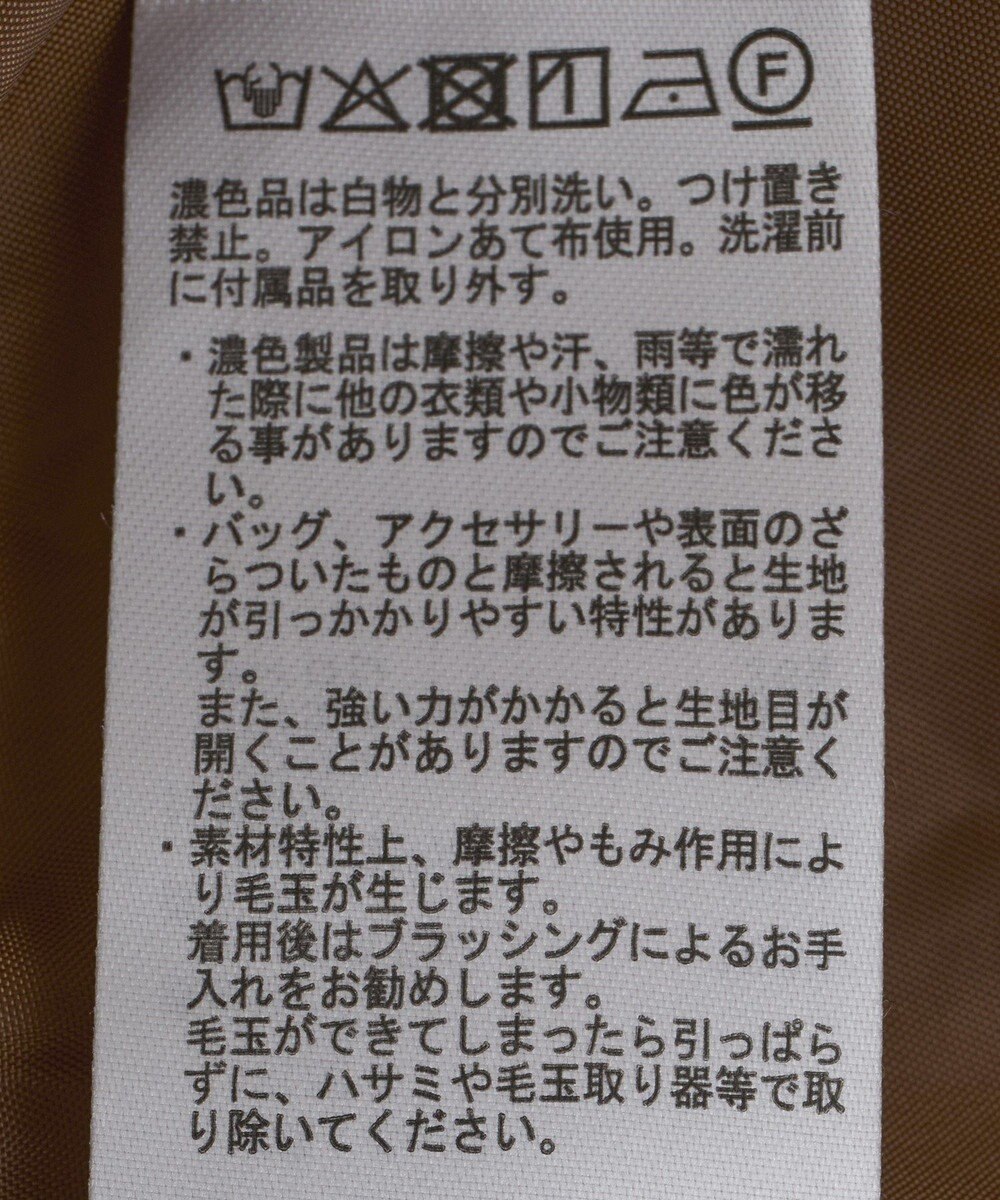 F
濃色品は白物と分別洗い。つけ置き
禁止。アイロンあて布使用。洗濯前
に付属品を取り外す。
・濃色製品は摩擦や汗、雨等で濡れ
た際に他の衣類や小物類に色が移
る事がありますのでご注意くださ
い。
・バッグ、アクセサリーや表面のざ
らついたものと摩擦されると生地
が引っかかりやすい特性がありま
す。
また、強い力がかかると生地目が
開くことがありますのでご注意く
ださい。
・素材特性上、摩擦やもみ作用によ
り毛玉が生じます。
着用後はブラッシングによるお手
入れをお勧めします。
毛玉ができてしまったら引っぱら
ずに、ハサミや毛玉取り器等で取
り除いてください。